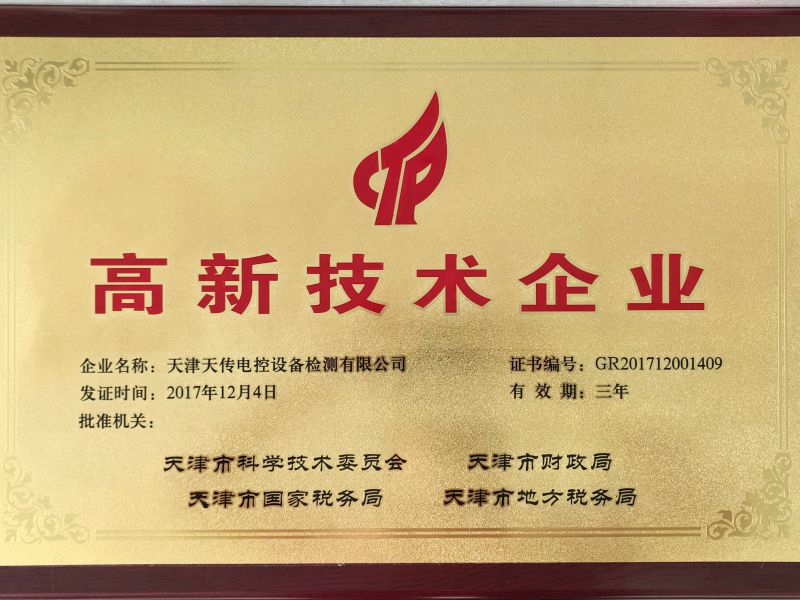 CTP
高新技术企业
企业名称：天津天传电控设备检测有限公司 证书编号：GR201712001409
发证时间：2017年12月4日 有 效 期：三年
批准机关：
天津市科学技术委员会 天津市财政局
天津市国家税务局 天津市地方税务局